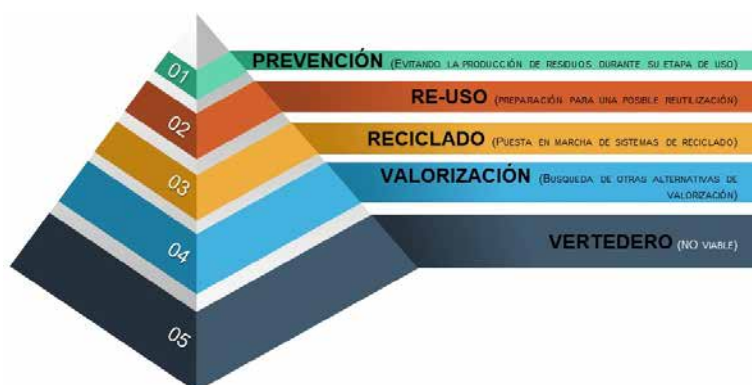 01
PREVENCIÓN (EVITANDO LA PRODUCCIÓN DE RESIDUOS DURANTE SU ETAPA DE USO)
02
RE-USO (PREPARACIÓN PARA UNA POSIBLE REUTILIZACIÓN)
03
RECICLADO (PUESTA EN MARCHA DE SISTEMAS DE RECICLADO)
04
VALORIZACIÓN (BUSQUEDA DE OTRAS ALTERNATIVAS DE
VALORIZACIÓN)
05
VERTEDERO (NO VIABLE)